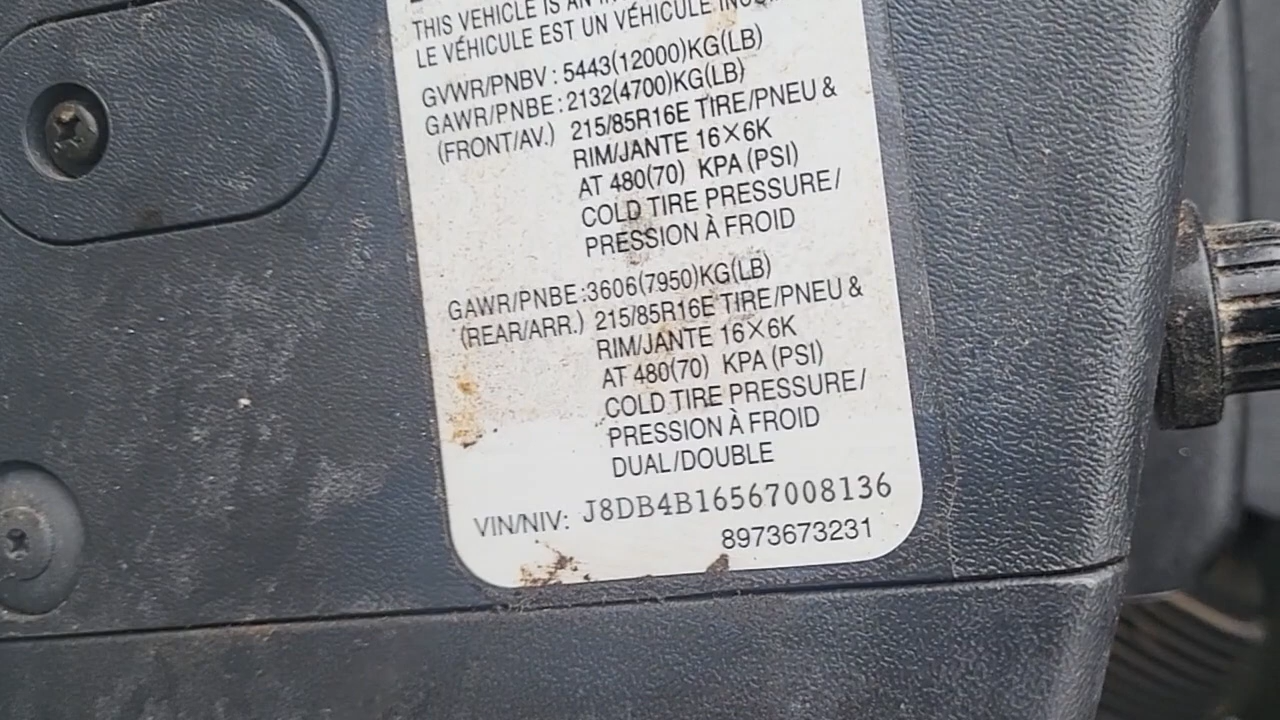 THIS VEHICLE IS AN
LE VÉHICULE EST UN VÉHICULE
GVWR/PNBV : 5443(12000)KG(LB)
GAWR/PNBE : 2132(4700)KG(LB)
(FRONT/AV.) 215/85R16E TIRE/PNEU &
RIM/JANTE 16×6K
AT 480(70) KPA (PSI)
COLD TIRE PRESSURE/
PRESSION À FROID
GAWR/PNBE :3606(7950)KG(LB)
(REAR/ARR.) 215/85R16E TIRE/PNEU &
RIM/JANTE 16×6K
AT 480(70) KPA (PSI)
COLD TIRE PRESSURE/
PRESSION À FROID
DUAL/DOUBLE
VIN/NIV: J8DB4B16567008136
8973673231